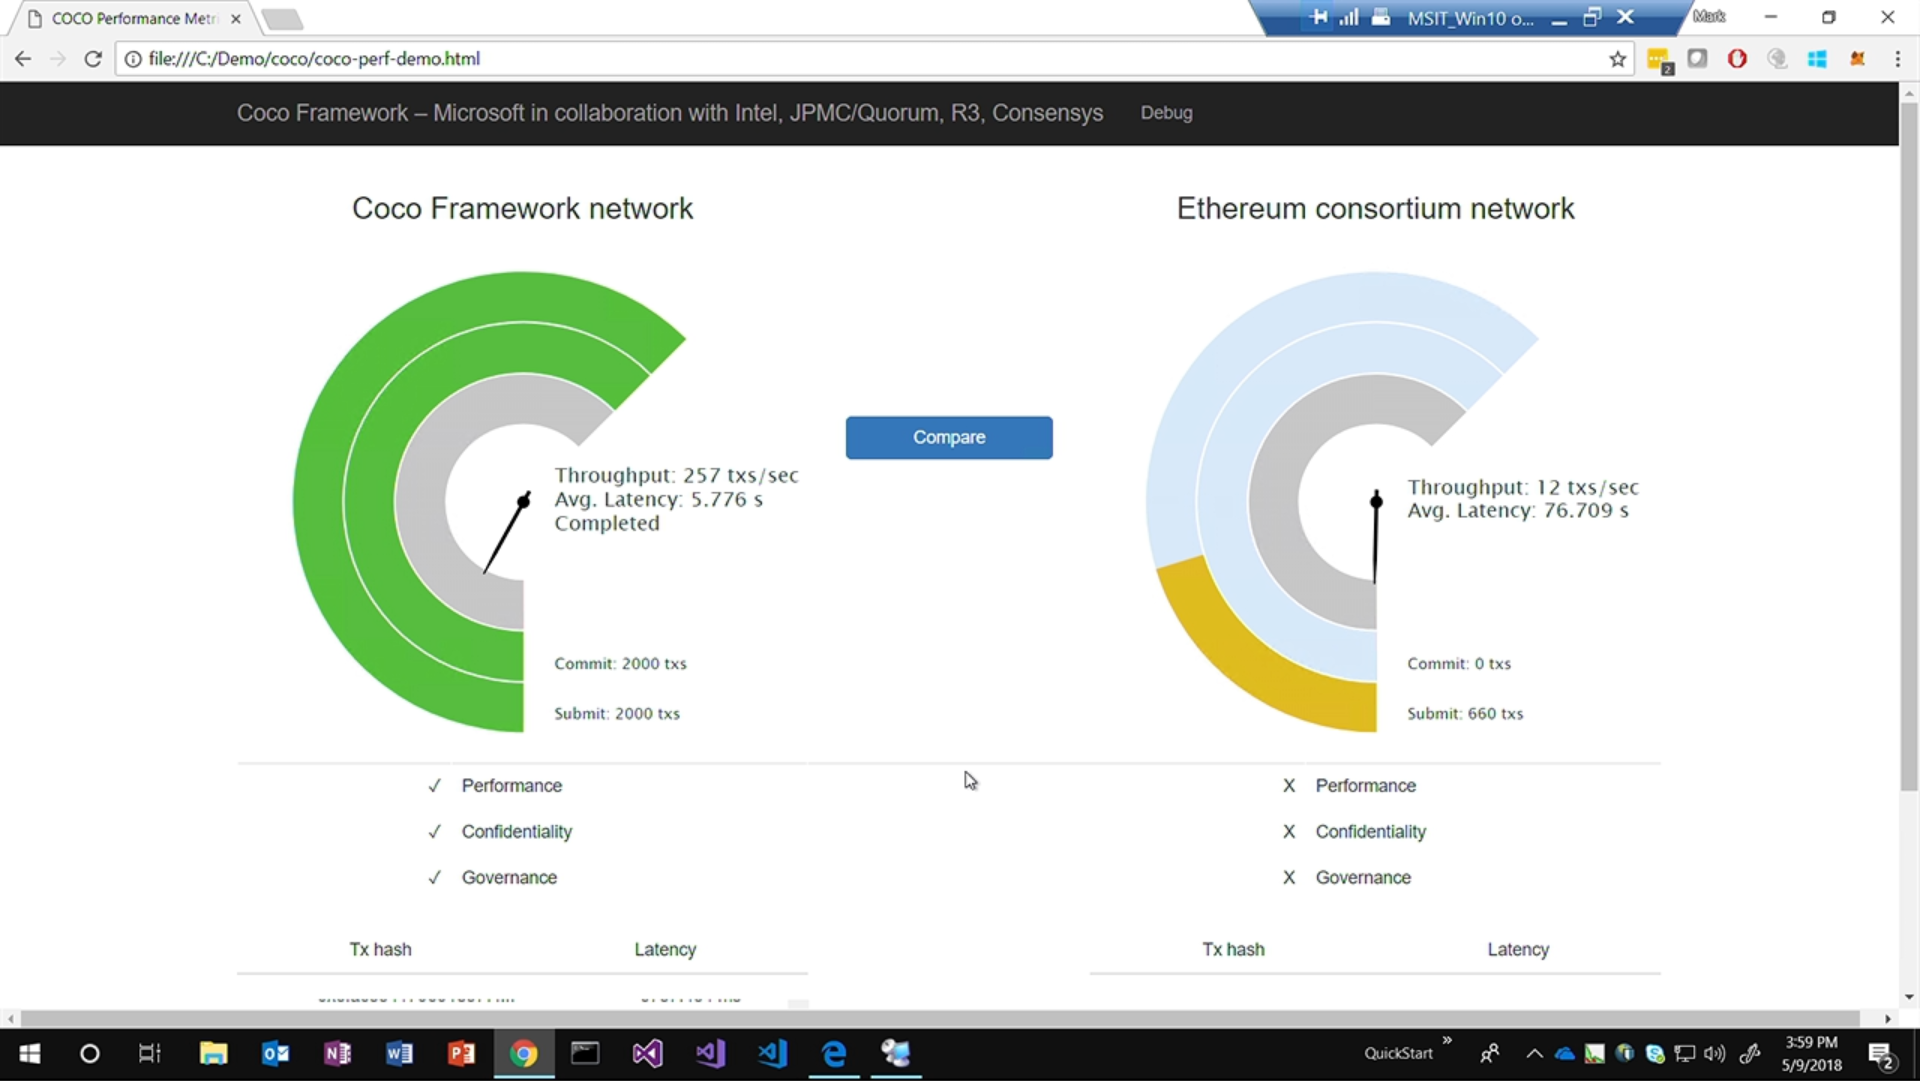 COCO Performance Metri
MSIT_Win10 o...
Mark
file:///C:/Demo/coco/coco-perf-demo.html
2
Coco Framework – Microsoft in collaboration with Intel, JPMC/Quorum, R3, Consensys
Debug
Coco Framework network
Ethereum consortium network
Throughput: 257 txs/sec
Avg. Latency: 5.776 s
Completed
Compare
Throughput: 12 txs/sec
Avg. Latency: 76.709 s
Commit: 2000 txs
Submit: 2000 txs
Commit: 0 txs
Submit: 660 txs
✓ Performance
✓ Confidentiality
✓ Governance
X Performance
X Confidentiality
X Governance
Tx hash Latency
Tx hash Latency
QuickStart
3:59 PM
5/9/2018
2